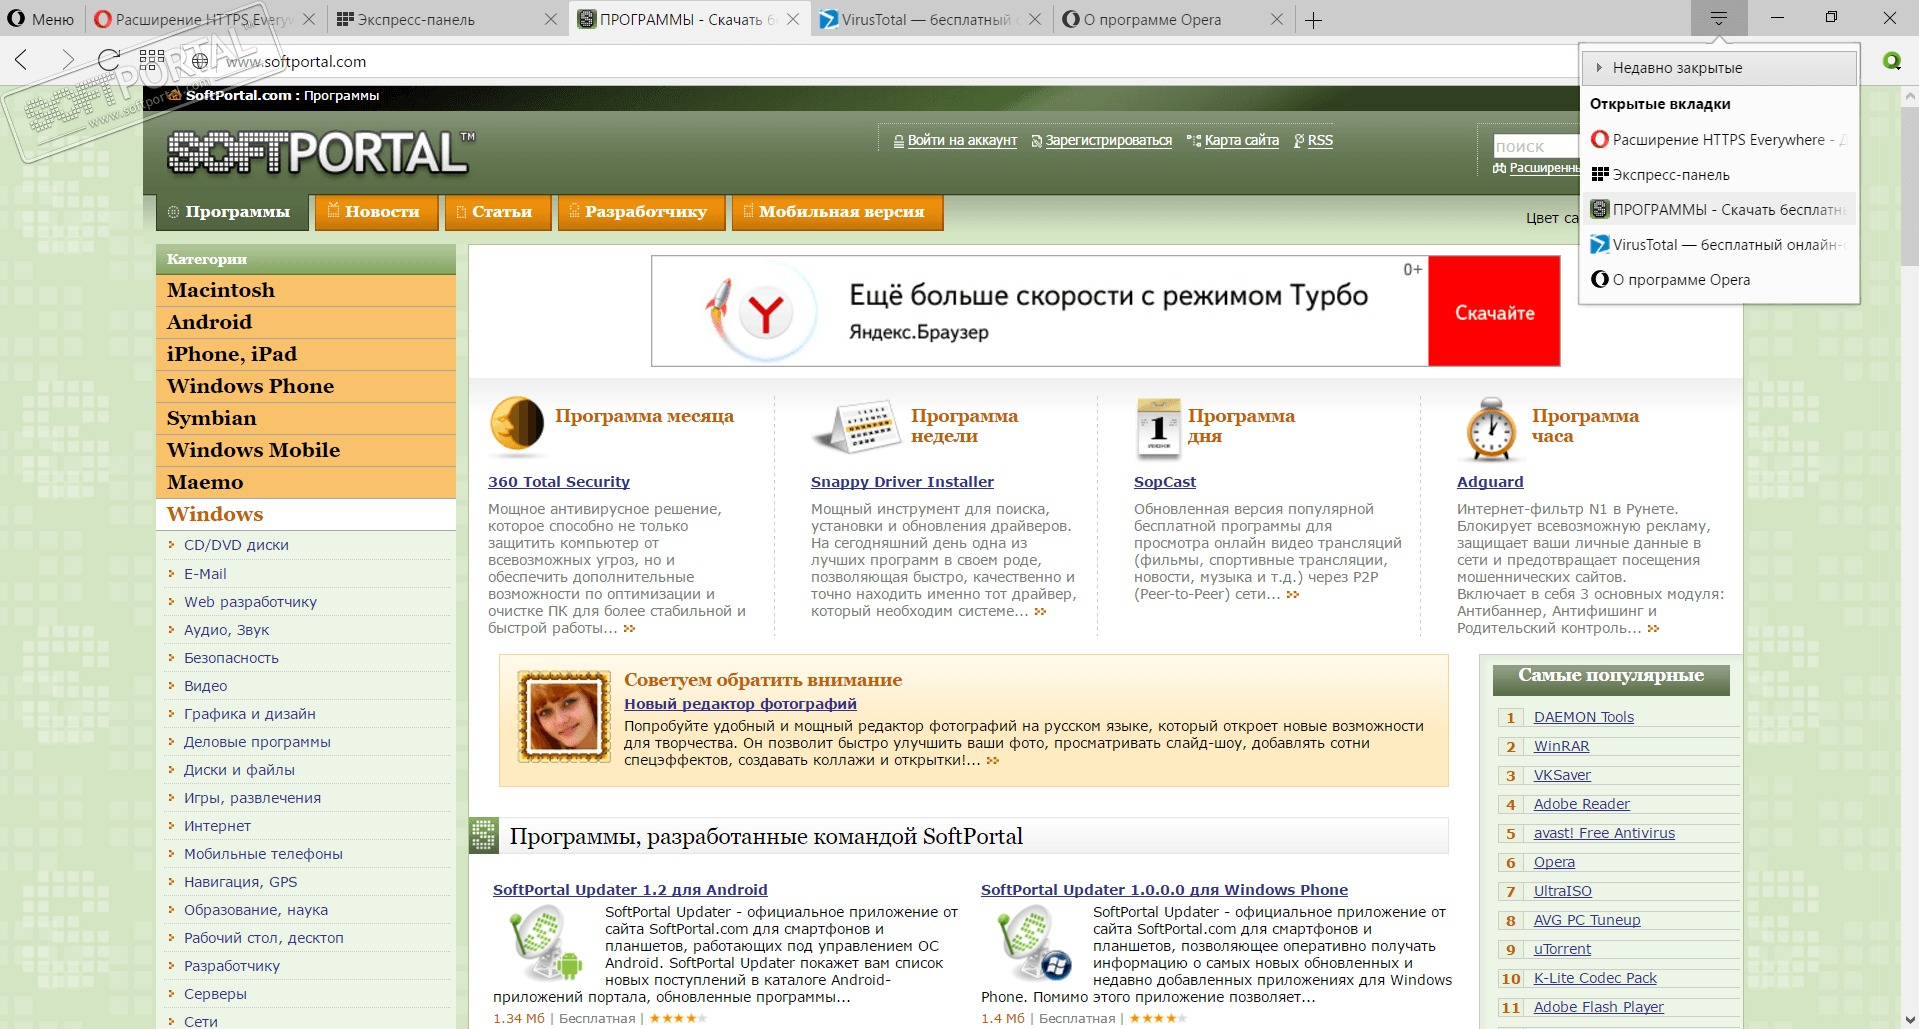 Меню
Расширение HTTPS Everyw
Экспресс-панель
ПРОГРАММЫ - Скачать б
VirusTotal — бесплатный
О программе Opera
www.softportal.com
SOFTPORTAL
www.softportal.com
SoftPortal.com : Программы
SOFTPORTAL™
Войти на аккаунт
Зарегистрироваться
Карта сайта
RSS
поиск
Расширенны
Недавно закрытые
Открытые вкладки
Расширение HTTPS Everywhere - Д
Экспресс-панель
ПРОГРАММЫ - Скачать бесплатн
VirusTotal — бесплатный онлайн-
О программе Opera
Программы
Новости
Статьи
Разработчику
Мобильная версия
Цвет са
Категории
Macintosh
Android
iPhone, iPad
Windows Phone
Symbian
Windows Mobile
Maemo
Windows
CD/DVD диски
E-Mail
Web разработчику
Аудио, Звук
Безопасность
Видео
Графика и дизайн
Деловые программы
Диски и файлы
Игры, развлечения
Интернет
Мобильные телефоны
Навигация, GPS
Образование, наука
Рабочий стол, десктоп
Разработчику
Серверы
Сети
Ещё больше скорости с режимом Турбо
Яндекс.Браузер
0+
Скачайте
Программа месяца
360 Total Security
Мощное антивирусное решение,
которое способно не только
защитить компьютер от
всевозможных угроз, но и
обеспечить дополнительные
возможности по оптимизации и
очистке ПК для более стабильной и
быстрой работы...
Программа
недели
Snappy Driver Installer
Мощный инструмент для поиска,
установки и обновления драйверов.
На сегодняшний день одна из
лучших программ в своем роде,
позволяющая быстро, качественно и
точно находить именно тот драйвер,
который необходим системе...
1
Программа
дня
SopCast
Обновленная версия популярной
бесплатной программы для
просмотра онлайн видео трансляций
(фильмы, спортивные трансляции,
новости, музыка и т.д.) через P2P
(Peer-to-Peer) сети...
Программа
часа
Adguard
Интернет-фильтр N1 в Рунете.
Блокирует всевозможную рекламу,
защищает ваши личные данные в
сети и предотвращает посещения
мошеннических сайтов.
Включает в себя 3 основных модуля:
Антибаннер, Антифишинг и
Родительский контроль...
Советуем обратить внимание
Новый редактор фотографий
Попробуйте удобный и мощный редактор фотографий на русском языке, который откроет новые возможности
для творчества. Он позволит быстро улучшить ваши фото, просматривать слайд-шоу, добавлять сотни
спецэффектов, создавать коллажи и открытки!...
Программы, разработанные командой SoftPortal
SoftPortal Updater 1.2 для Android
SoftPortal Updater - официальное приложение от
сайта SoftPortal.com для смартфонов и
планшетов, работающих под управлением ОС
Android. SoftPortal Updater покажет вам список
новых поступлений в каталоге Android-
приложений портала, обновленные программы...
1.34 Мб | Бесплатная |
SoftPortal Updater 1.0.0.0 для Windows Phone
SoftPortal Updater - официальное приложение от
сайта SoftPortal.com для смартфонов и
планшетов, позволяющее оперативно получать
информацию о самых новых обновленных и
недавно добавленных приложениях для Windows
Phone. Помимо этого приложение позволяет...
1.4 Мб | Бесплатная |
Самые популярные
1 DAEMON Tools
2 WinRAR
3 VKSaver
4 Adobe Reader
5 avast! Free Antivirus
6 Opera
7 UltraISO
8 AVG PC Tuneup
9 uTorrent
10 K-Lite Codec Pack
11 Adobe Flash Player